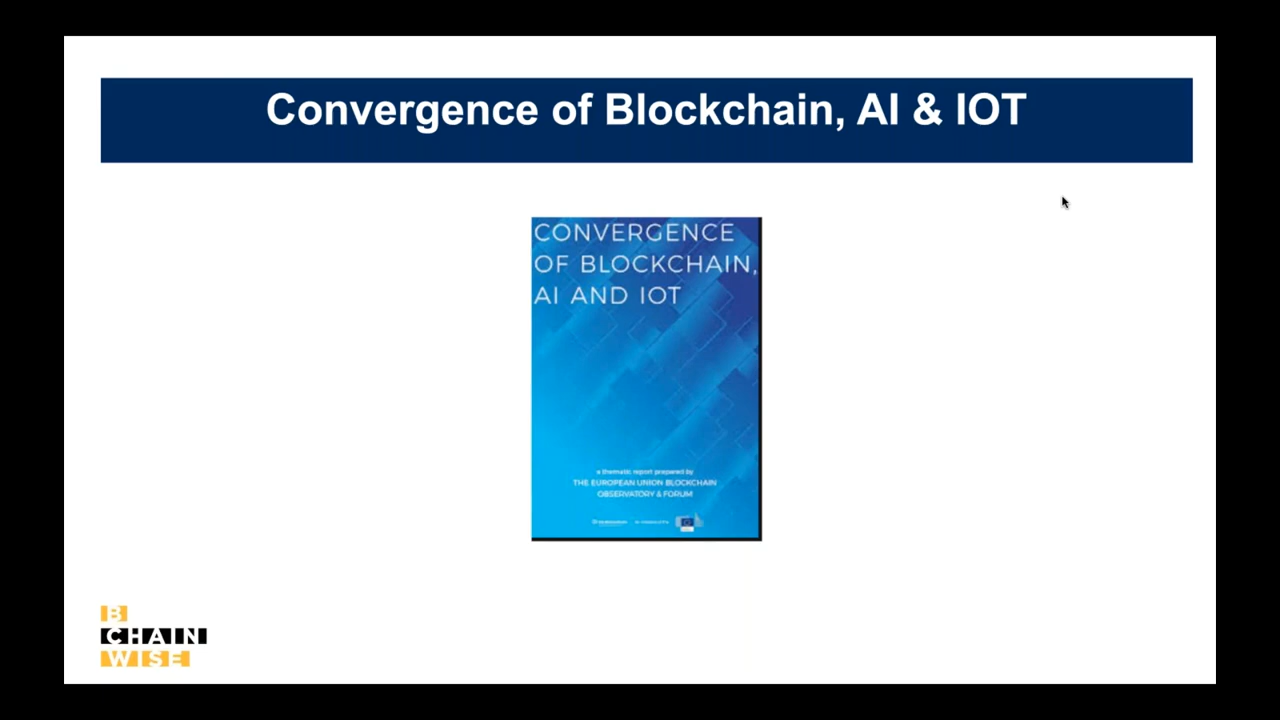 Convergence of Blockchain, AI & IOT
CONVERGENCE
OF BLOCKCHAIN,
AI AND IOT
a thematic report prepared by
THE EUROPEAN UNION BLOCKCHAIN
OBSERVATORY & FORUM
B
CHAIN
WISE